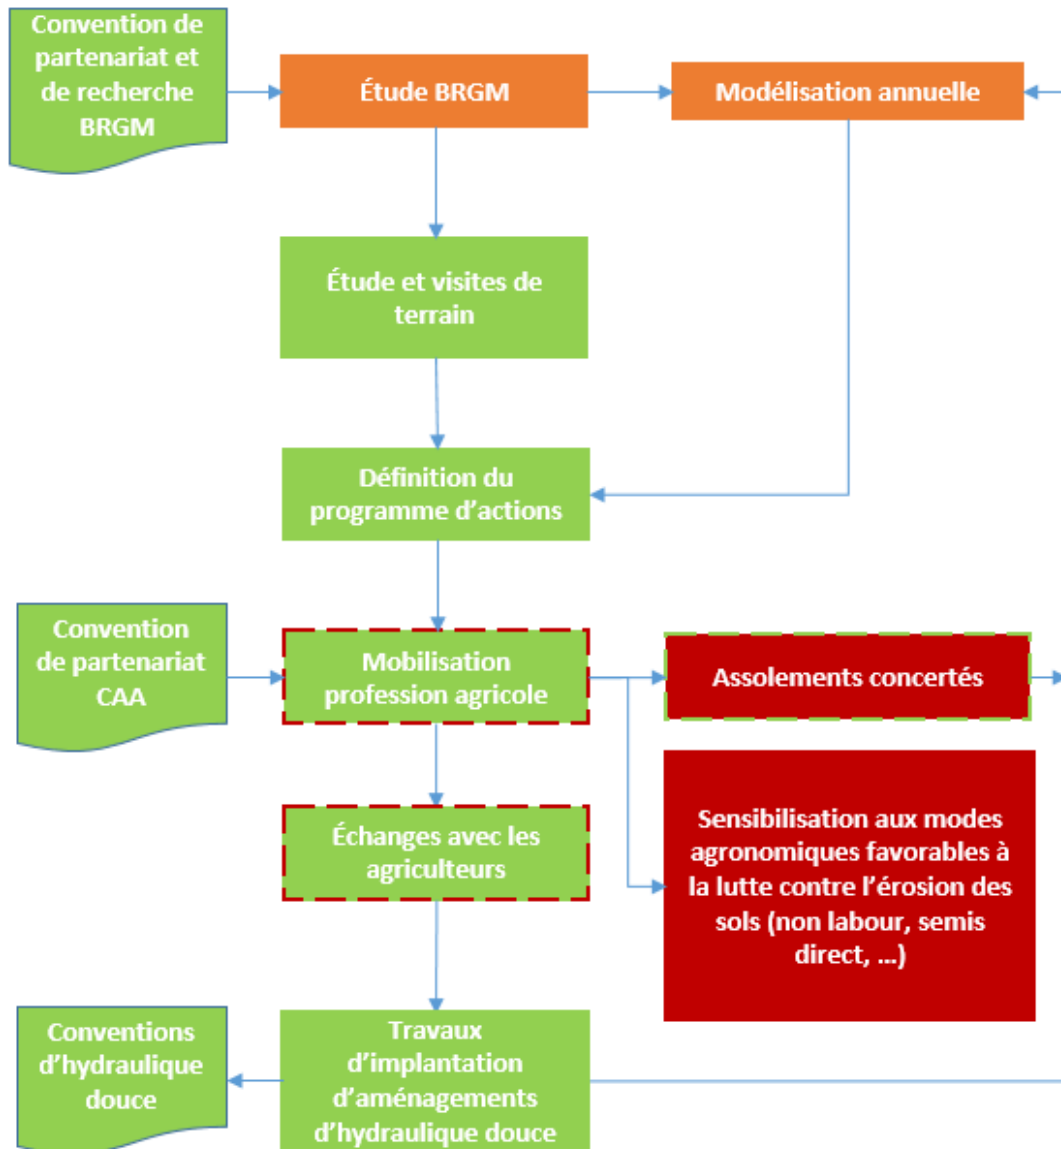 Convention de
partenariat et
de recherche
BRGM
Étude BRGM
Modélisation annuelle
Étude et visites de
terrain
Définition du
programme d’actions
Convention
de partenariat
CAA
Mobilisation
profession agricole
Assolements concertés
Échanges avec les
agriculteurs
Sensibilisation aux modes
agronomiques favorables à
la lutte contre l’érosion des
sols (non labour, semis
direct, …)
Conventions
d’hydraulique
douce
Travaux
d’implantation
d’aménagements
d’hydraulique douce